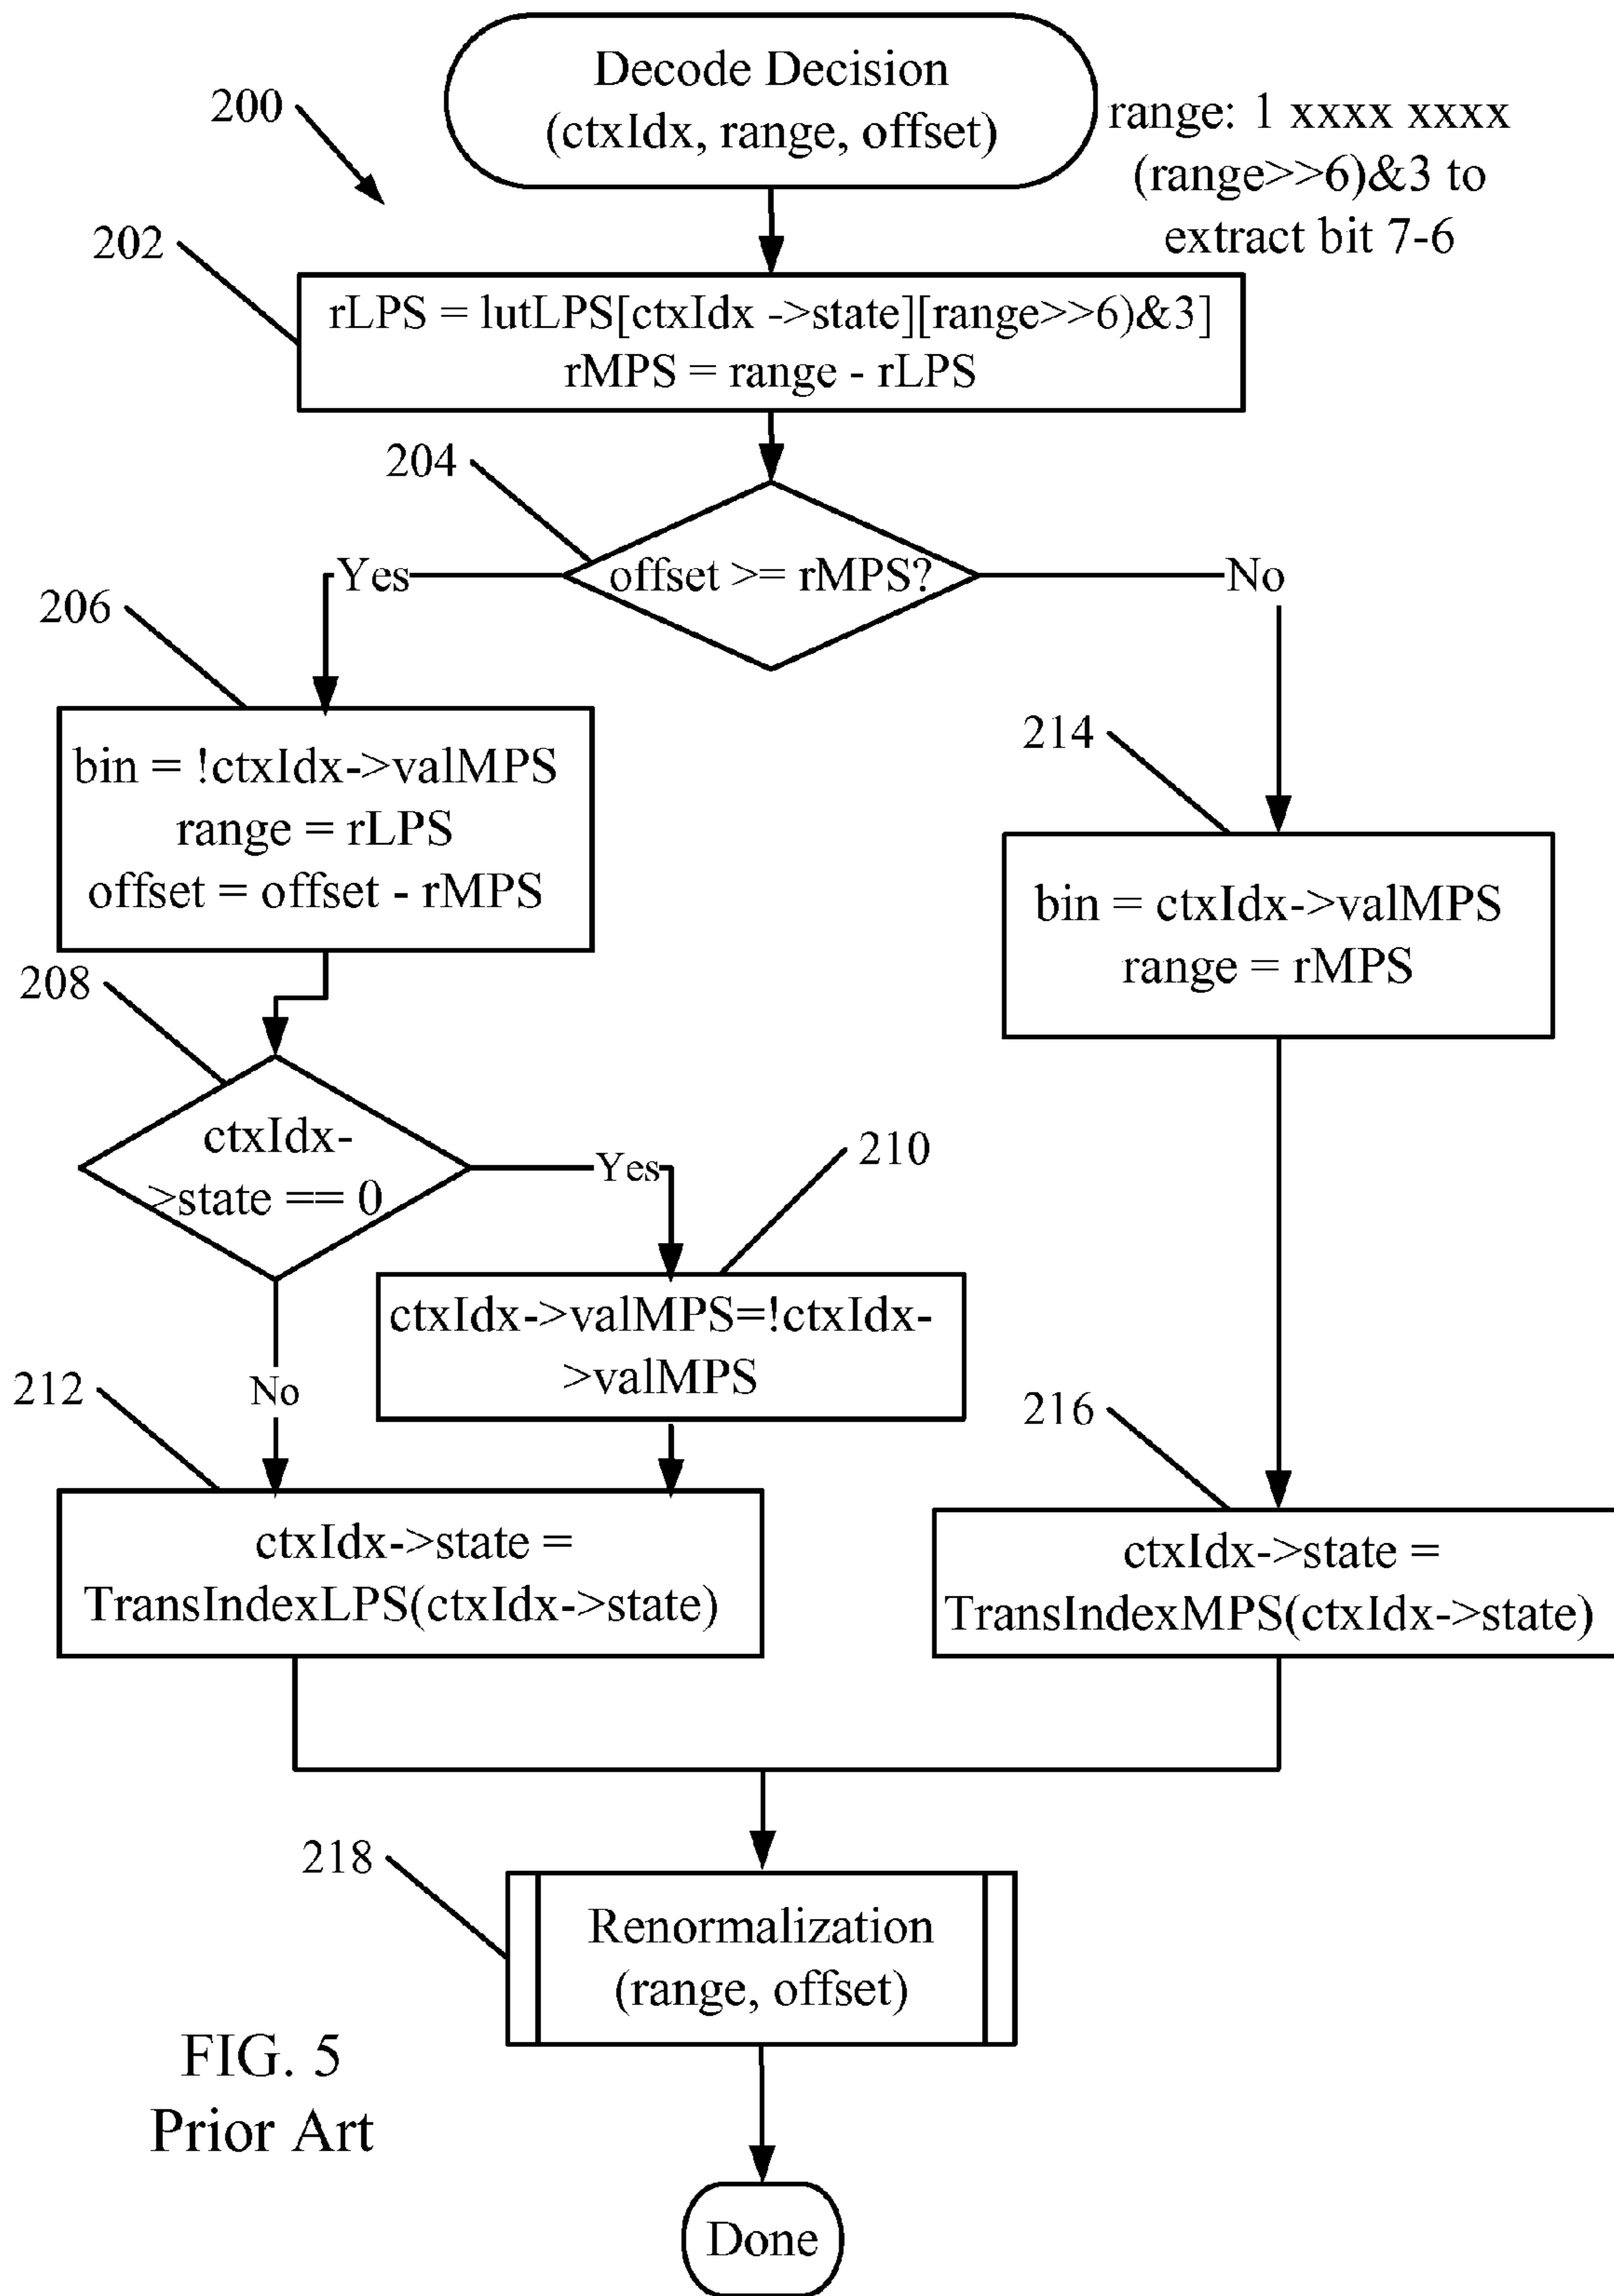 Decode Decision
(ctxIdx, range, offset)
200
range: 1 xxxx xxxx
(range>>6)&3 to
extract bit 7-6
202
rLPS = lutLPS[ctxIdx ->state][range>>6)&3]
rMPS = range - rLPS
204
offset >= rMPS?
Yes
No
206
bin = !ctxIdx->valMPS
range = rLPS
offset = offset - rMPS
214
bin = ctxIdx->valMPS
range = rMPS
208
ctxIdx-
>state == 0
Yes
210
ctxIdx->valMPS=!ctxIdx-
>valMPS
No
212
ctxIdx->state =
TransIndexLPS(ctxIdx->state)
216
ctxIdx->state =
TransIndexMPS(ctxIdx->state)
218
Renormalization
(range, offset)
FIG. 5
Prior Art
Done